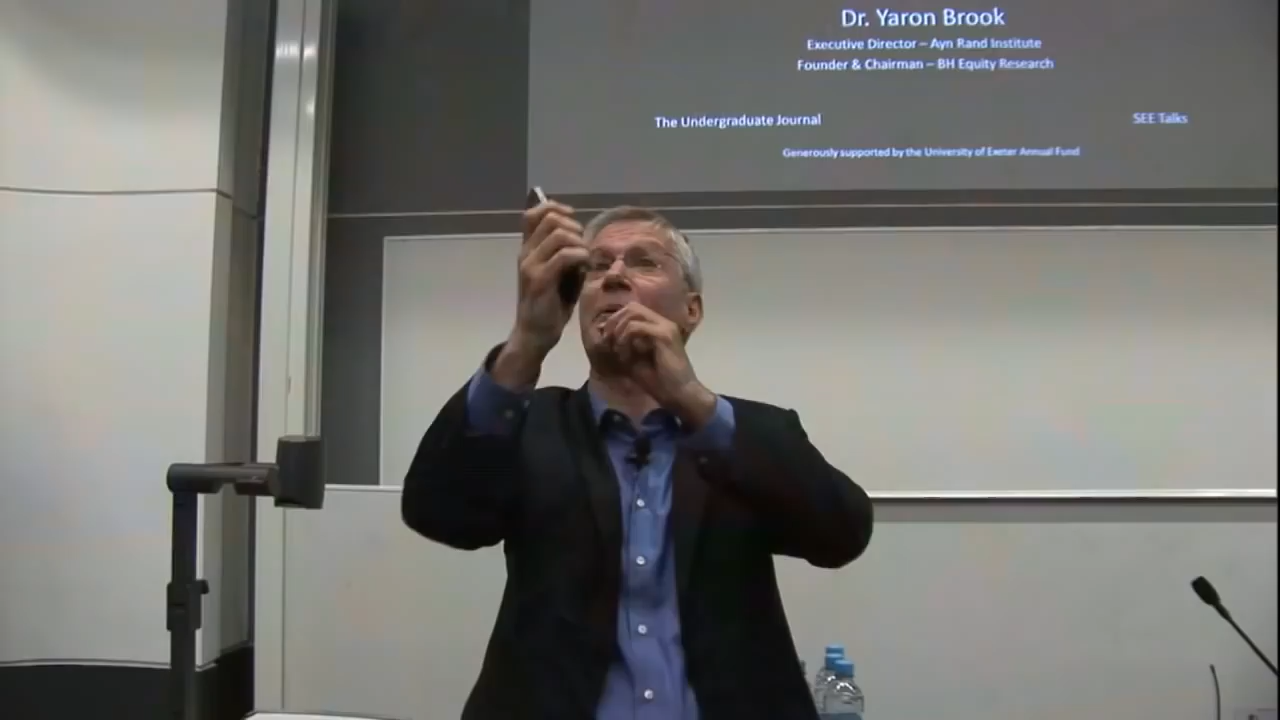 Dr. Yaron Brook
Executive Director – Ayn Rand Institute
Founder & Chairman – BH Equity Research
The Undergraduate Journal SEE Talks
Generously supported by the University of Exeter Annual Fund